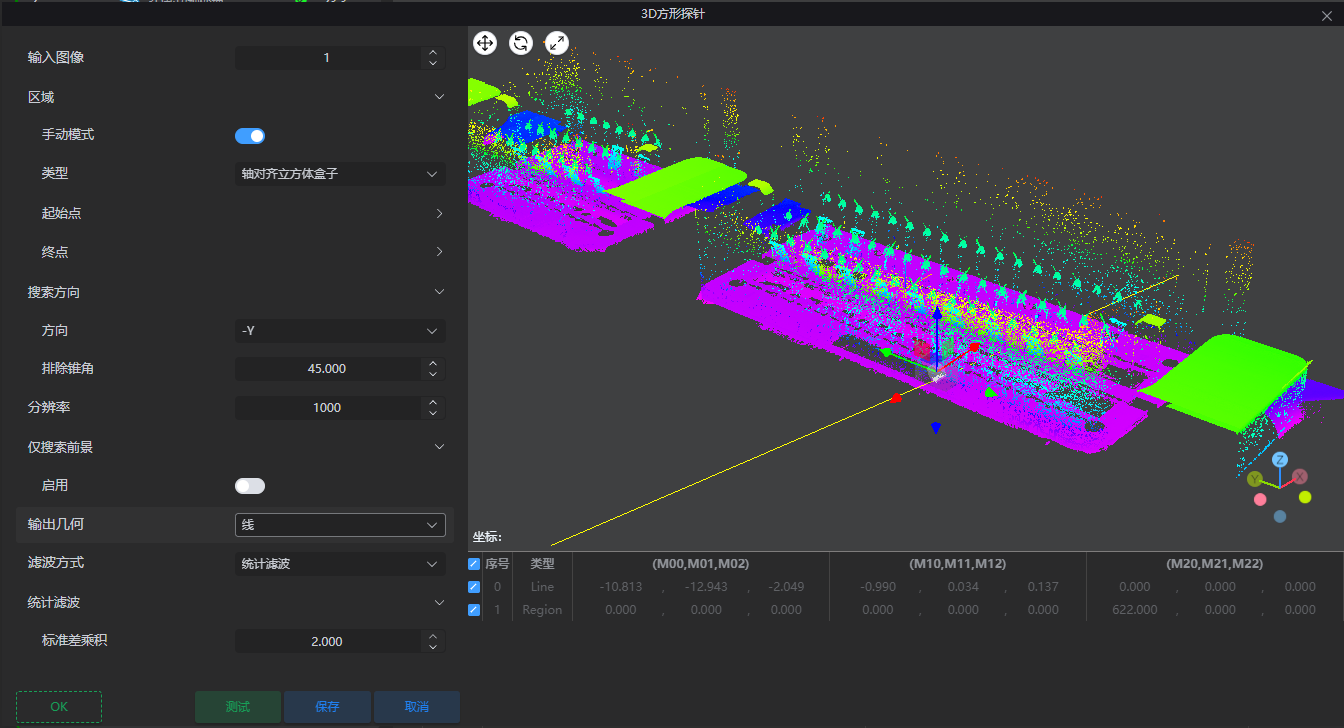 3D方形探针
输入图像 1
区域
手动模式
类型 轴对齐立方体盒子
起始点
终点
搜索方向
方向 -Y
排除锥角 45.000
分辨率 1000
仅搜索前景
启用
输出几何 线
滤波方式 统计滤波
统计滤波
标准差乘积 2.000
OK 测试 保存 取消
Z
Y X
坐标:
序号 类型 (M00,M01,M02) (M10,M11,M12) (M20,M21,M22)
0 Line -10.813 , -12.943 , -2.049 -0.990 , 0.034 , 0.137 0.000 , 0.000 , 0.000
1 Region 0.000 , 0.000 , 0.000 0.000 , 0.000 , 0.000 622.000 , 0.000 , 0.000